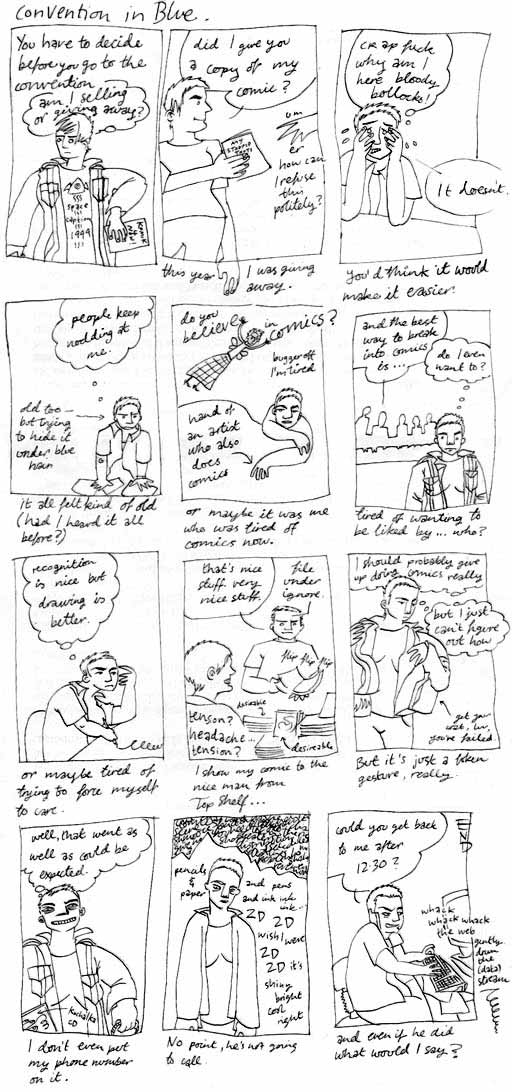 Convention in Blue.
You have to decide
before you go to the
convention...
am I selling
or giving away?
space
caption
1999
did I give you
a copy of my
comic?
MY
STOOPID
um
er
how can
I refuse
this
politely?
this year I was giving
away.
crap fuck
why am I
here bloody
bollocks!
It doesn't.
you'd think it would
make it easier.
people keep
nodding at
me.
old too -
but trying
to hide it
under blue
hair
It all felt kind of old
(had I heard it all
before?)
do you
believe in comics?
bugger off
I'm tired
hand of
an artist
who also
does
comics
or maybe it was me
who was tired of
comics now.
and the best
way to break
into comics
is ...
do I even
want to?
tired of wanting to
be liked by ... who?
recognition
is nice but
drawing is
better.
or maybe tired of
trying to force myself
to care.
that's nice
stuff. very
nice stuff.
file
under
ignore.
flip flip flip
desirable
tension?
headache...
tension?
desireable
I show my comic to the
nice man from
Top Shelf ...
I should probably give
up doing comics really
but I just
can't figure
out how
get your
coat, luv,
you've failed.
But it's just a token
gesture, really.
well, that went as
well as could be
expected.
Kochalka
CD
I don't even put
my phone number
on it.
pencils
&
paper
and pens
and ink ink ink
ink...
2D 2D
wish I were
2D
2D it's
shiny
bright
cool
right
No point, he's not going
to call.
could you get back
to me after
12:30?
END
whack
whack whack whack
the web
gently
down
the
(data)
stream
and even if he did
what would I say?